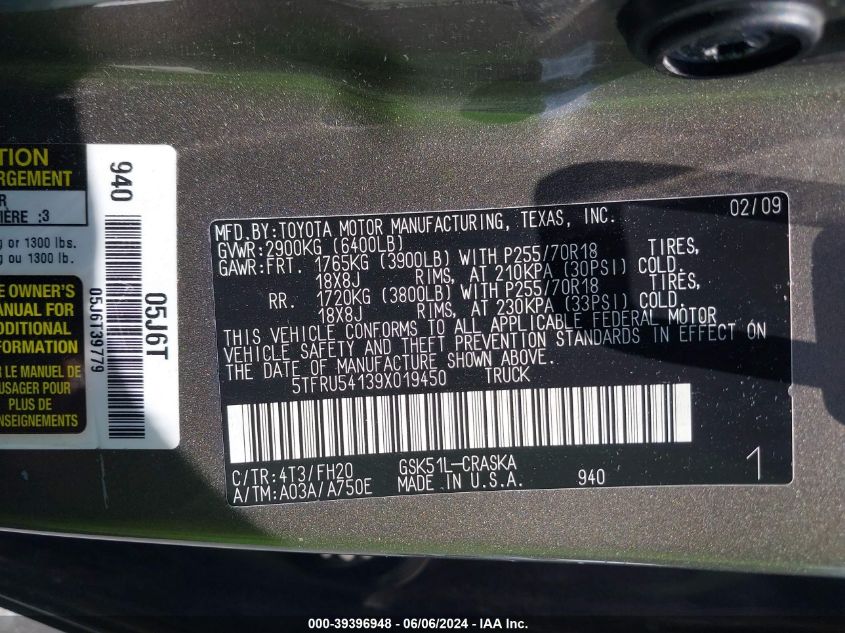 TION
RGEMENT
R
IÈRE :3
g or 1300 lbs.
g ou 1300 lb.
E OWNER'S
ANUAL FOR
ADDITIONAL
FORMATION
R LE MANUEL DE
AGER POUR
PLUS DE
NSEIGNEMENTS
940
05J6T
05J6T39779
MFD.BY:TOYOTA MOTOR MANUFACTURING, TEXAS, INC. 02/09
GVWR:2900KG (6400LB)
GAWR:FRT. 1765KG (3900LB) WITH P255/70R18 TIRES,
18X8J RIMS, AT 210KPA (30PSI) COLD.
RR. 1720KG (3800LB) WITH P255/70R18 TIRES,
18X8J RIMS, AT 230KPA (33PSI) COLD.
THIS VEHICLE CONFORMS TO ALL APPLICABLE FEDERAL MOTOR
VEHICLE SAFETY AND THEFT PREVENTION STANDARDS IN EFFECT ON
THE DATE OF MANUFACTURE SHOWN ABOVE.
5TFRU54139X019450 TRUCK
C/TR:4T3/FH20 GSK51L-CRASKA
A/TM:A03A/A750E MADE IN U.S.A. 940 1
000-39396948 - 06/06/2024 - IAA Inc.